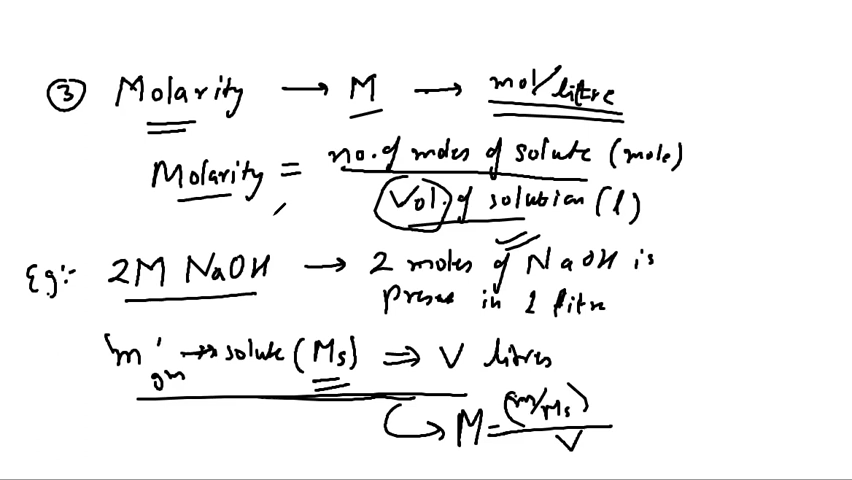 ③ Molarity → M → mol/litre
Molarity = no. of moles of solute (mole)
Vol. of solution (l)
Eg:- 2M NaOH → 2 moles of NaOH is
present in 1 litre
'm' gm → solute (Ms) ⇒ V litres
M = (m/Ms)
V